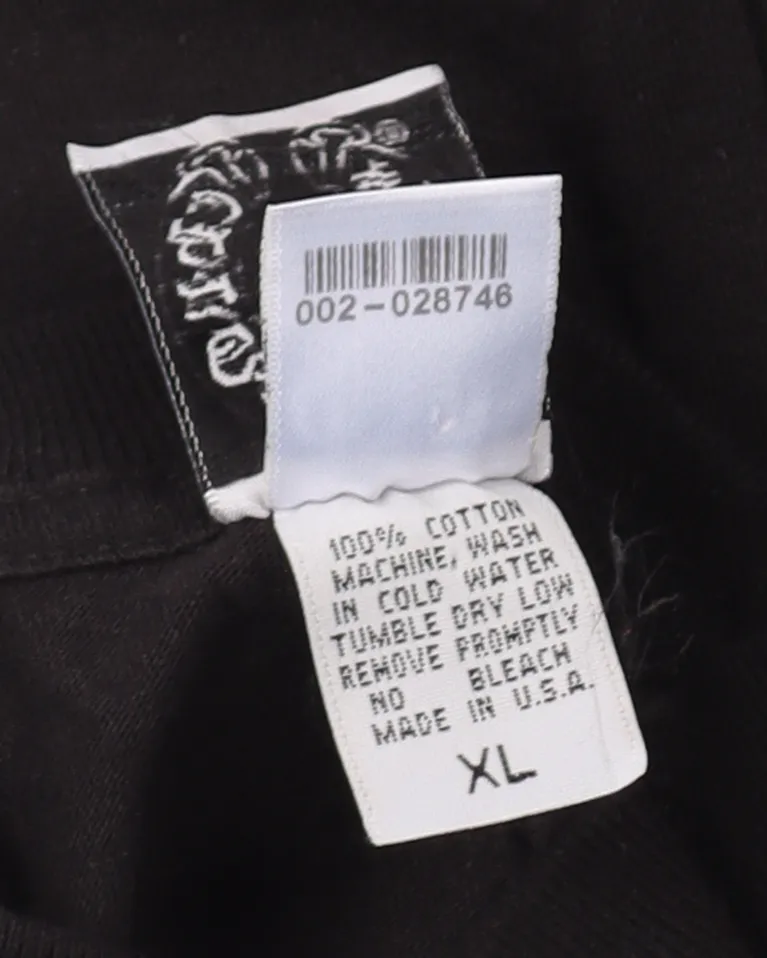 ®
002-028746
100% COTTON
MACHINE, WASH
IN COLD WATER
TUMBLE DRY LOW
REMOVE PROMPTLY
NO BLEACH
MADE IN U.S.A.
XL